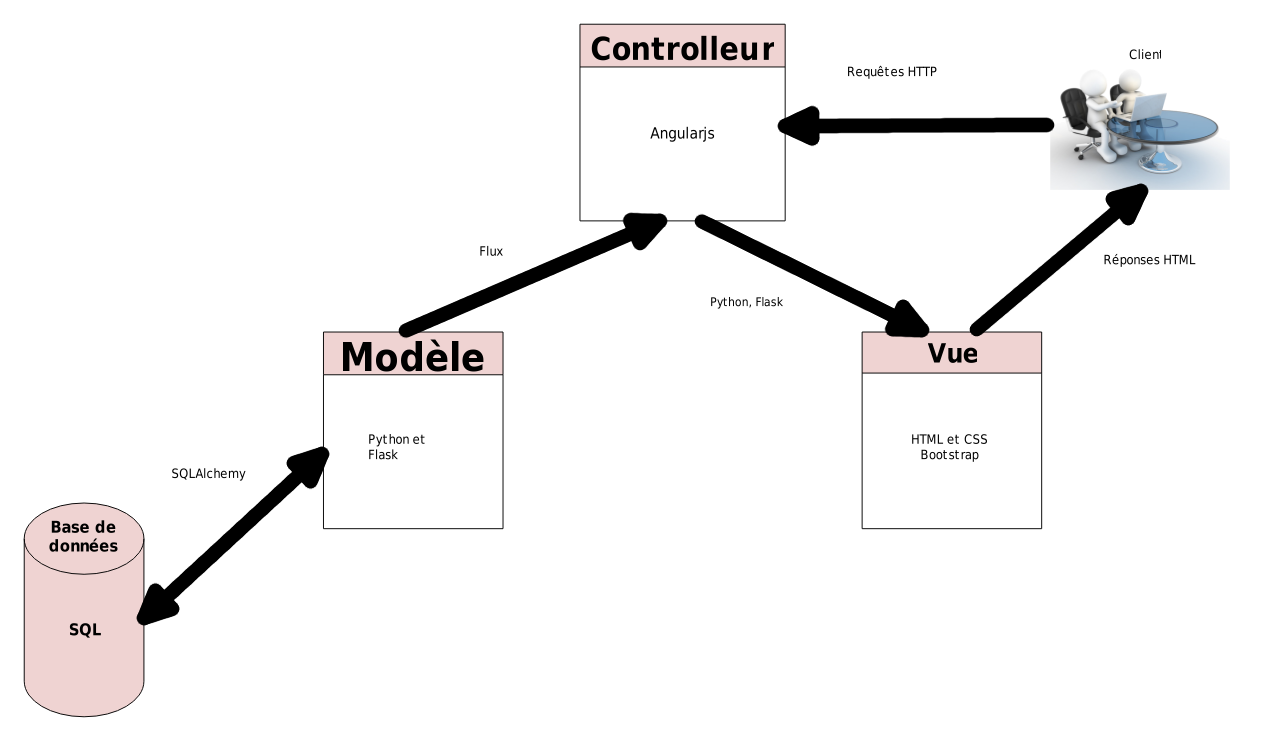 Controlleur
Angularjs
Requêtes HTTP
Client
Flux
Python, Flask
Réponses HTML
Modèle
Python et
Flask
Vue
HTML et CSS
Bootstrap
SQLAlchemy
Base de
données
SQL